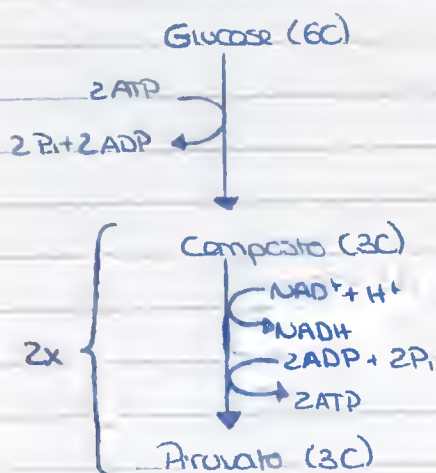 Glucose (6C)
2ATP
2Pi+2ADP
Composto (3C)
NAD⁺ + H⁺
NADH
2x
2ADP + 2Pi
2ATP
Piruvato (3C)